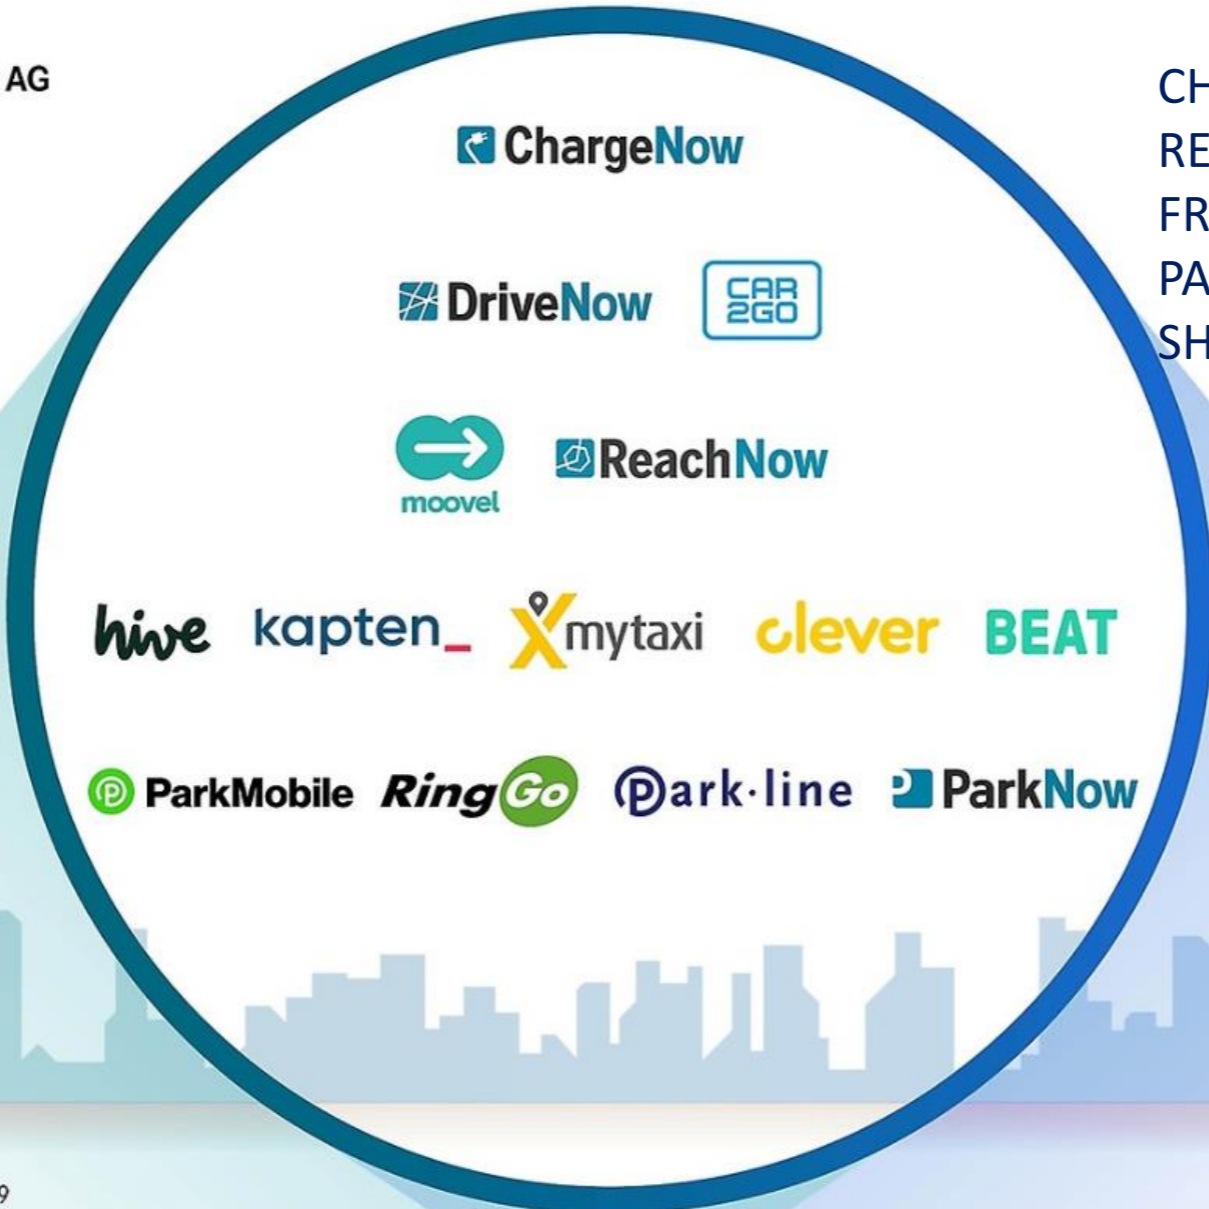 AG
CH
RE
FR
PA
SH
ChargeNow
DriveNow CAR2GO
moovel ReachNow
hive kapten_ mytaxi clever BEAT
ParkMobile RingGo Park·line ParkNow
9